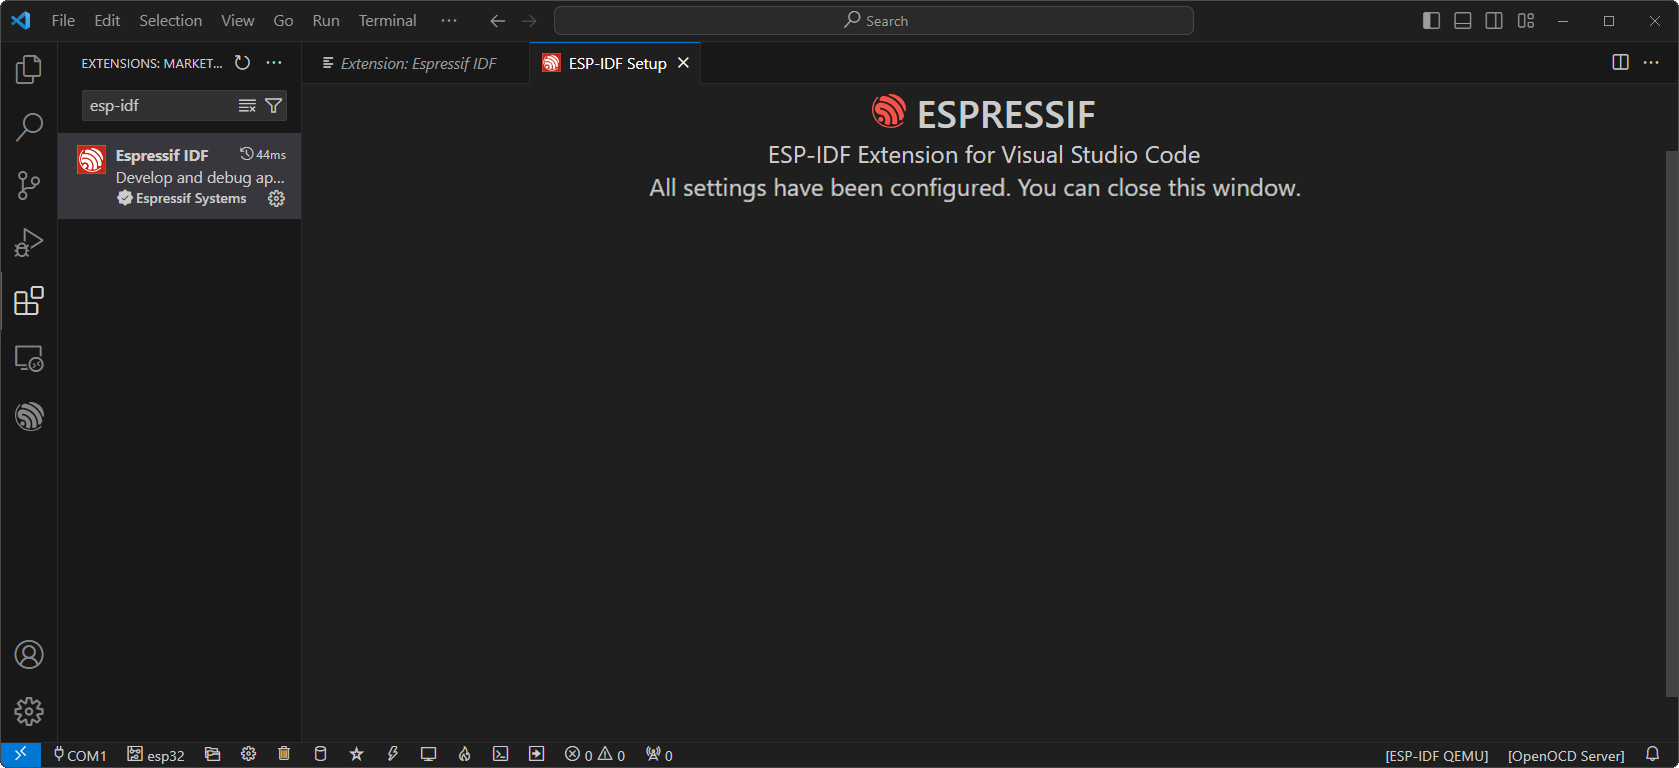 File Edit Selection View Go Run Terminal ··· Search
EXTENSIONS: MARKET... ···
Extension: Espressif IDF
ESP-IDF Setup
···
esp-idf
Espressif IDF 44ms
Develop and debug ap...
Espressif Systems
ESPRESSIF
ESP-IDF Extension for Visual Studio Code
All settings have been configured. You can close this window.
COM1 esp32 0 0 0 [ESP-IDF QEMU] [OpenOCD Server]